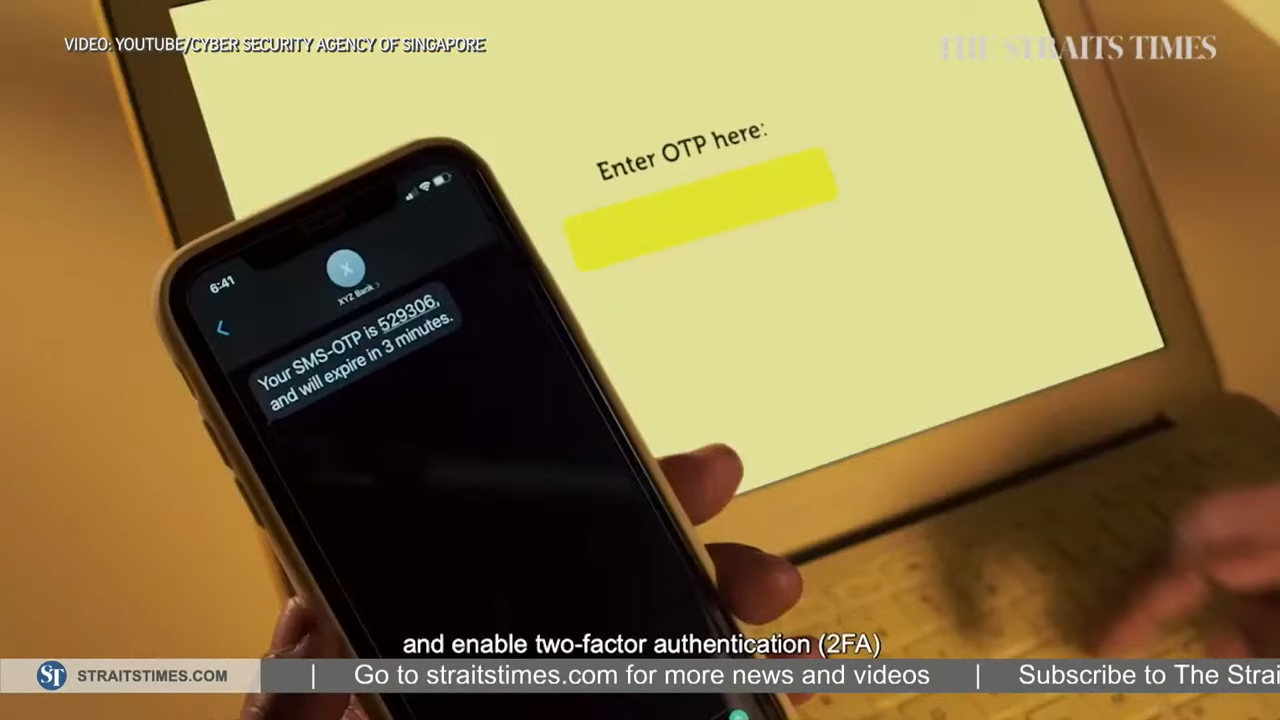 VIDEO: YOUTUBE/CYBER SECURITY AGENCY OF SINGAPORE
THE STRAITS TIMES
Enter OTP here:
6:41
X
XYZ Bank
Your SMS-OTP is 529306,
and will expire in 3 minutes.
and enable two-factor authentication (2FA)
ST STRAITSTIMES.COM | Go to straitstimes.com for more news and videos | Subscribe to The Strai